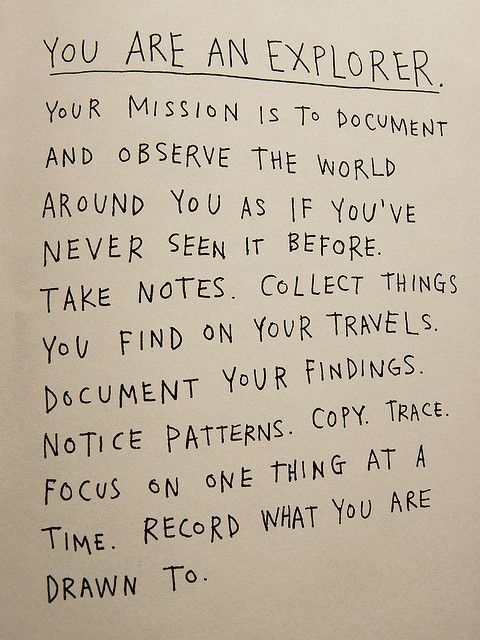 YOU ARE AN EXPLORER.
YOUR MISSION IS TO DOCUMENT
AND OBSERVE THE WORLD
AROUND YOU AS IF YOU'VE
NEVER SEEN IT BEFORE.
TAKE NOTES. COLLECT THINGS
YOU FIND ON YOUR TRAVELS.
DOCUMENT YOUR FINDINGS.
NOTICE PATTERNS. COPY. TRACE.
FOCUS ON ONE THING AT A
TIME. RECORD WHAT YOU ARE
DRAWN TO.